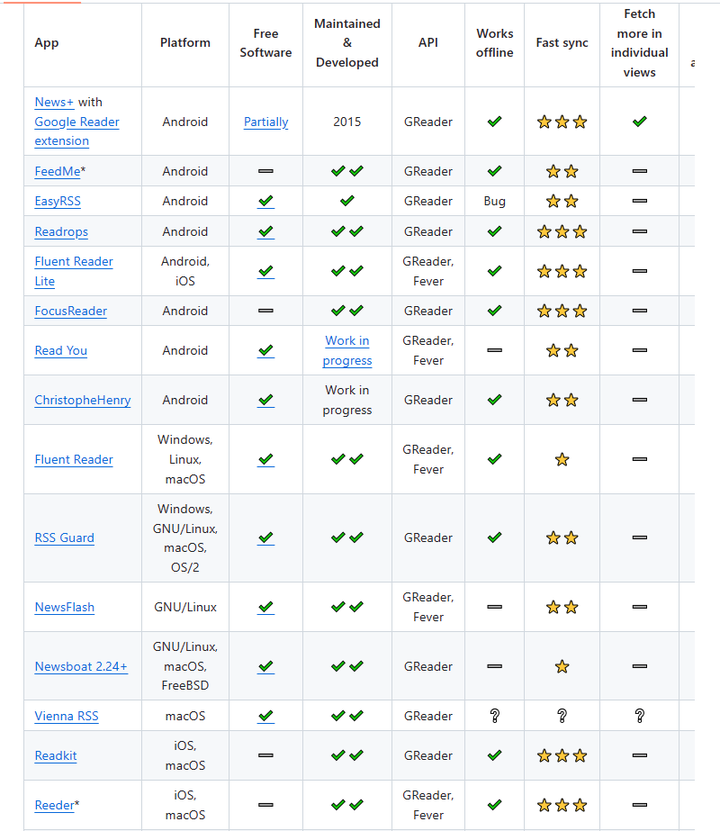 App
Platform
Free
Software
Maintained
&
Developed
API
Works
offline
Fast sync
Fetch
more in
individual
views
News+ with
Google Reader
extension
Android
Partially
2015
GReader
✔
⭐⭐⭐
✔
FeedMe*
Android
➖
✔✔
GReader
✔
⭐⭐
➖
EasyRSS
Android
✔
✔
GReader
Bug
⭐⭐
➖
Readrops
Android
✔
✔✔
GReader
✔
⭐⭐⭐
➖
Fluent Reader
Lite
Android,
iOS
✔
✔✔
GReader,
Fever
✔
⭐⭐⭐
➖
FocusReader
Android
➖
✔✔
GReader
✔
⭐⭐⭐
➖
Read You
Android
✔
Work in
progress
GReader,
Fever
➖
⭐⭐
➖
ChristopheHenry
Android
✔
Work in
progress
GReader
✔
⭐⭐
➖
Fluent Reader
Windows,
Linux,
macOS
✔
✔✔
GReader,
Fever
✔
⭐
➖
RSS Guard
Windows,
GNU/Linux,
macOS,
OS/2
✔
✔✔
GReader
✔
⭐⭐
➖
NewsFlash
GNU/Linux
✔
✔✔
GReader,
Fever
➖
⭐⭐
➖
Newsboat 2.24+
GNU/Linux,
macOS,
FreeBSD
✔
✔✔
GReader
➖
⭐
➖
Vienna RSS
macOS
✔
✔✔
GReader
❔
❔
❔
Readkit
iOS,
macOS
➖
✔✔
GReader
✔
⭐⭐⭐
➖
Reeder*
iOS,
macOS
➖
✔✔
GReader,
Fever
✔
⭐⭐⭐
➖